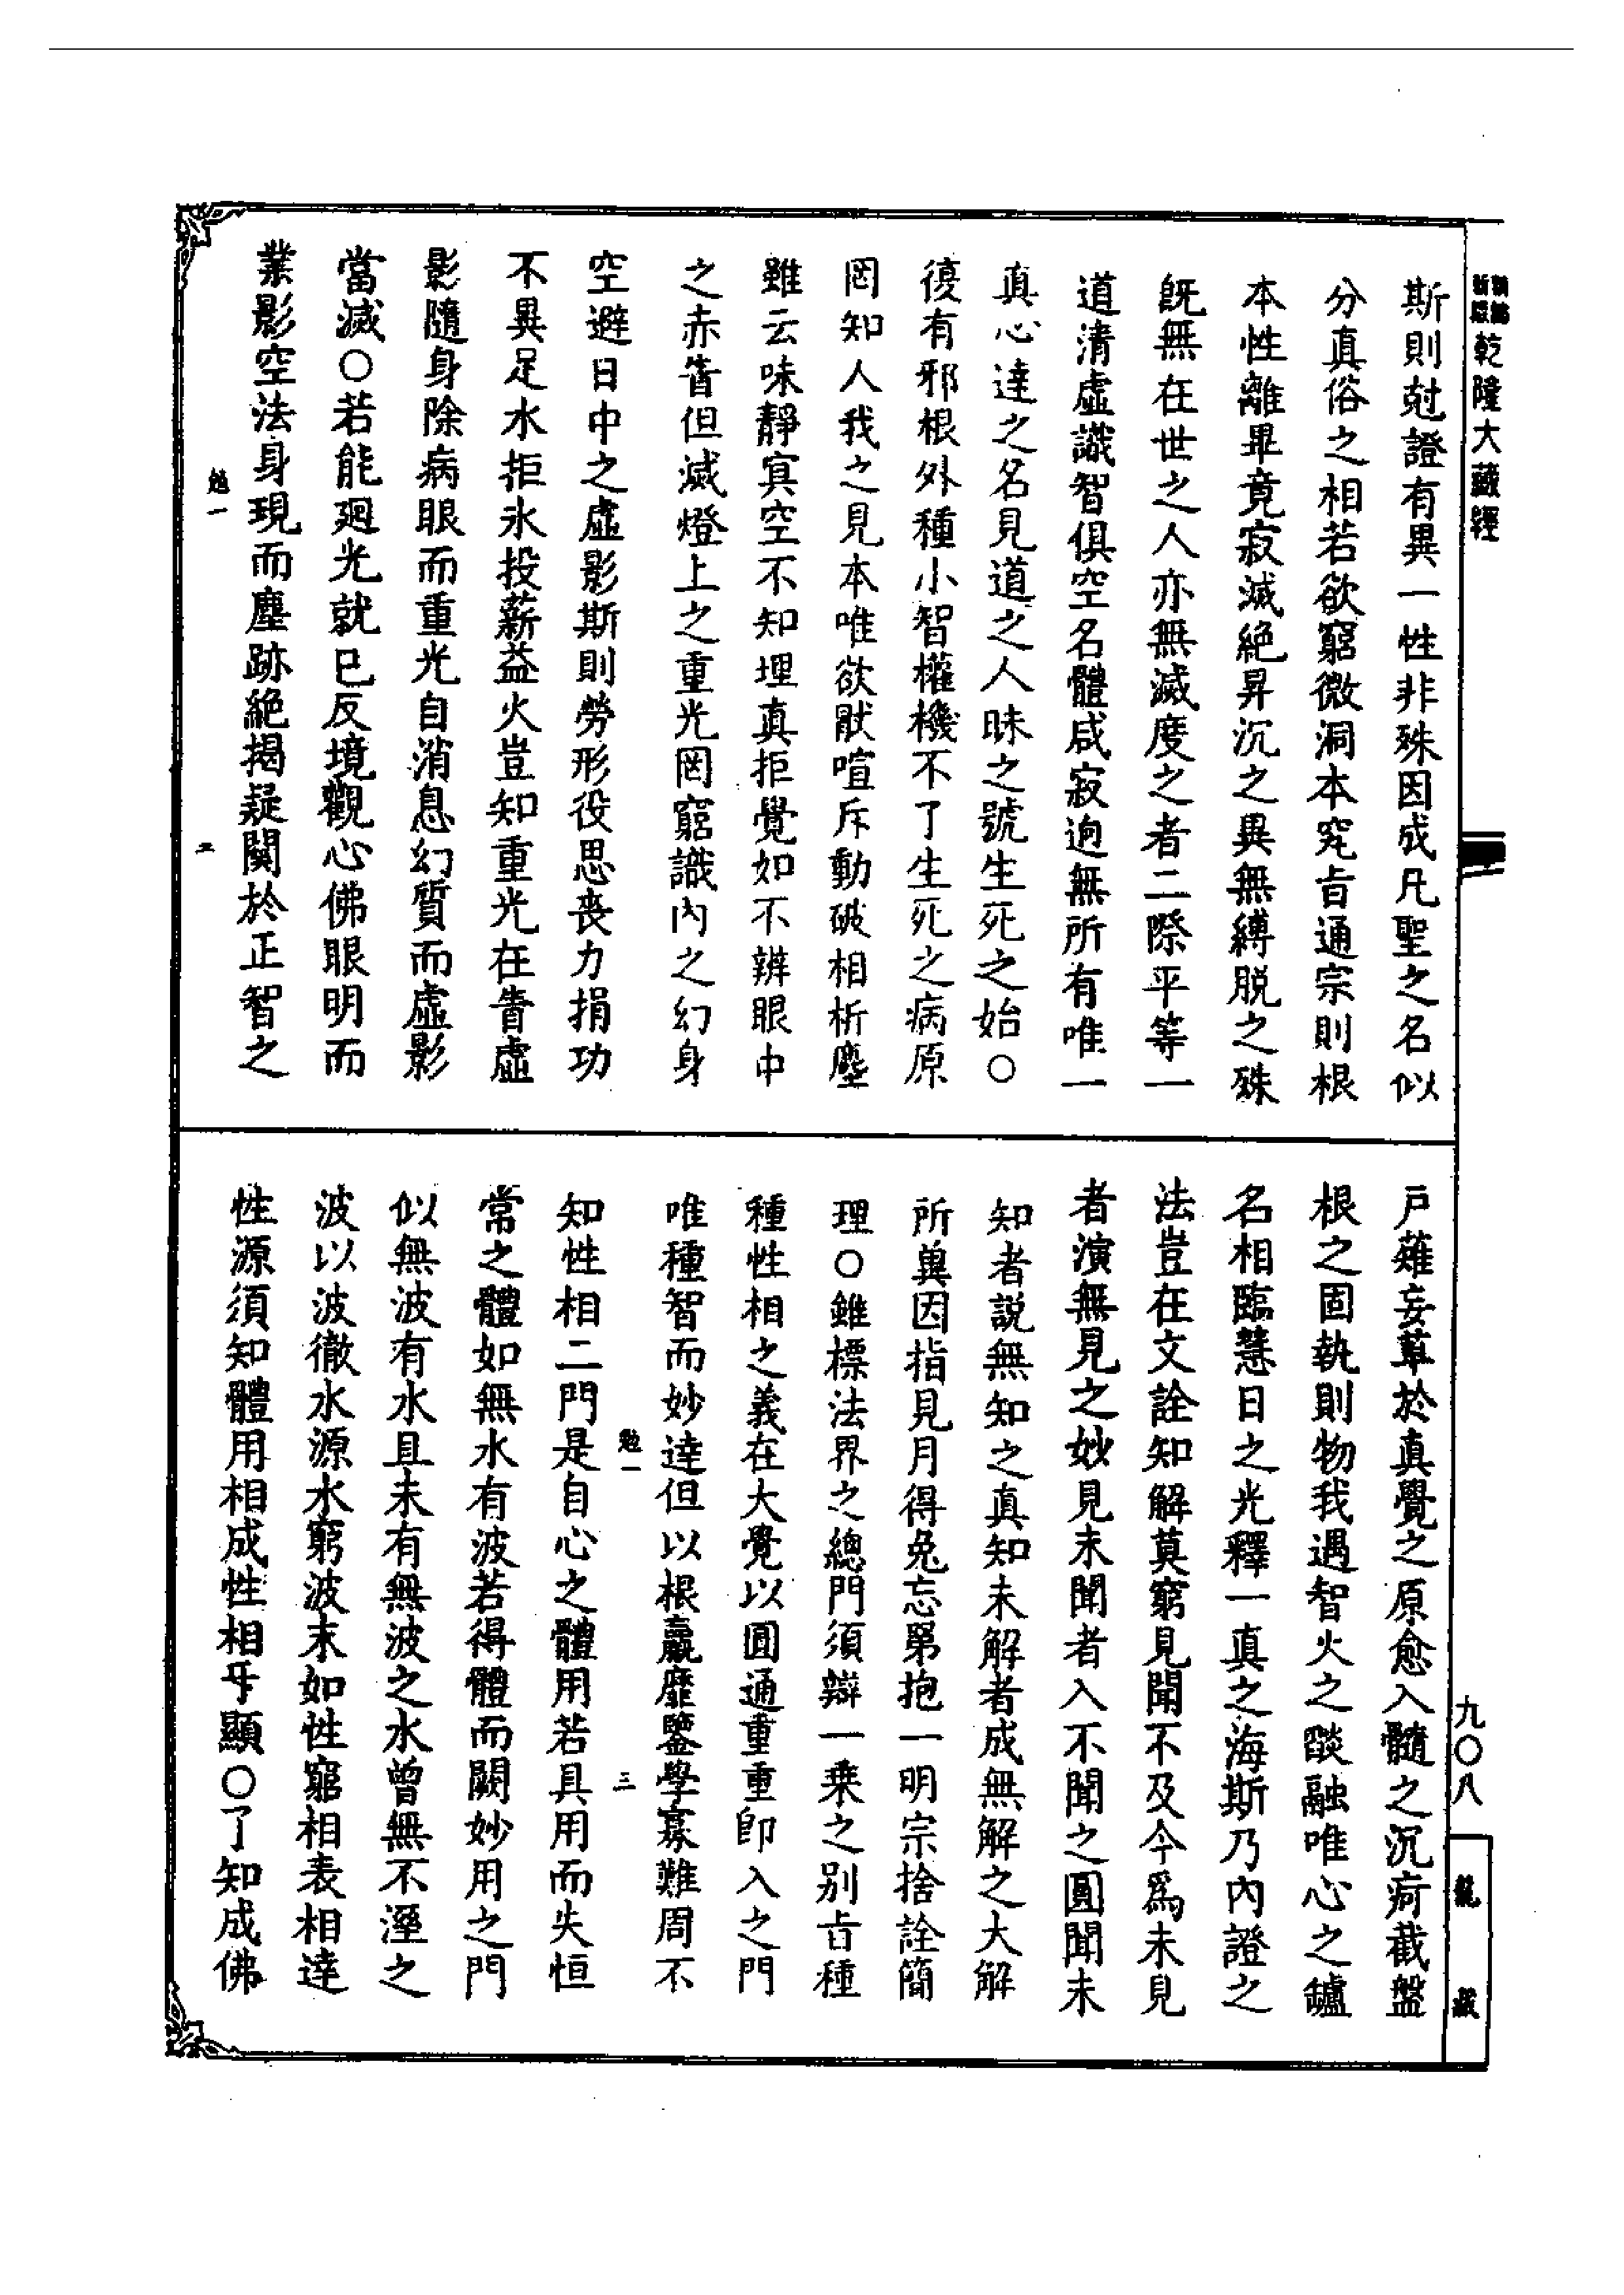 乾隆大藏經
斯則尅證有異一性非殊因成凡聖之名似
分真俗之相若欲窮微洞本究旨通宗則根
本性離畢竟寂滅絕昇沉之異無縛脫之殊
既無在世之人亦無滅度之者二際平等一
道清虛識智俱空名體咸寂逈無所有唯一
真心達之名見道之人昧之號生死之始○
復有邪根外種小智權機不了生死之病原
罔知人我之見本唯欲猒喧斥動破相析塵
雖云味靜㝠空不知埋真拒覺如不辨眼中
之赤眚但滅燈上之重光罔窮識內之幻身
空避日中之虛影斯則勞形役思喪力捐功
不異足水拒氷投薪益火豈知重光在眚虛
影隨身除病眼而重光自消息幻質而虛影
當滅○若能廻光就己反境觀心佛眼明而
業影空法身現而塵跡絕揭疑關於正智之
勉一
二
戶薙妄草於真覺之原愈入髓之沉痾截盤
根之固執則物我遇智火之燄融唯心之鑪
名相臨慧日之光釋一真之海斯乃內證之
法豈在文詮知解莫窮見聞不及今爲未見
者演無見之妙見未聞者入不聞之圓聞未
知者說無知之真知未解者成無解之大解
所兾因指見月得兔忘罤抱一明宗捨詮簡
理○雖標法界之總門須辯一乗之別旨種
種性相之義在大覺以圓通重重即入之門
唯種智而妙達但以根羸靡鑒學寡難周不
勉一
三
知性相二門是自心之體用若具用而失恒
常之體如無水有波若得體而闕妙用之門
似無波有水且未有無波之水曾無不溼之
波以波徹水源水窮波末如性窮相表相達
性源須知體用相成性相㸦顯○了知成佛
九〇八
龍藏